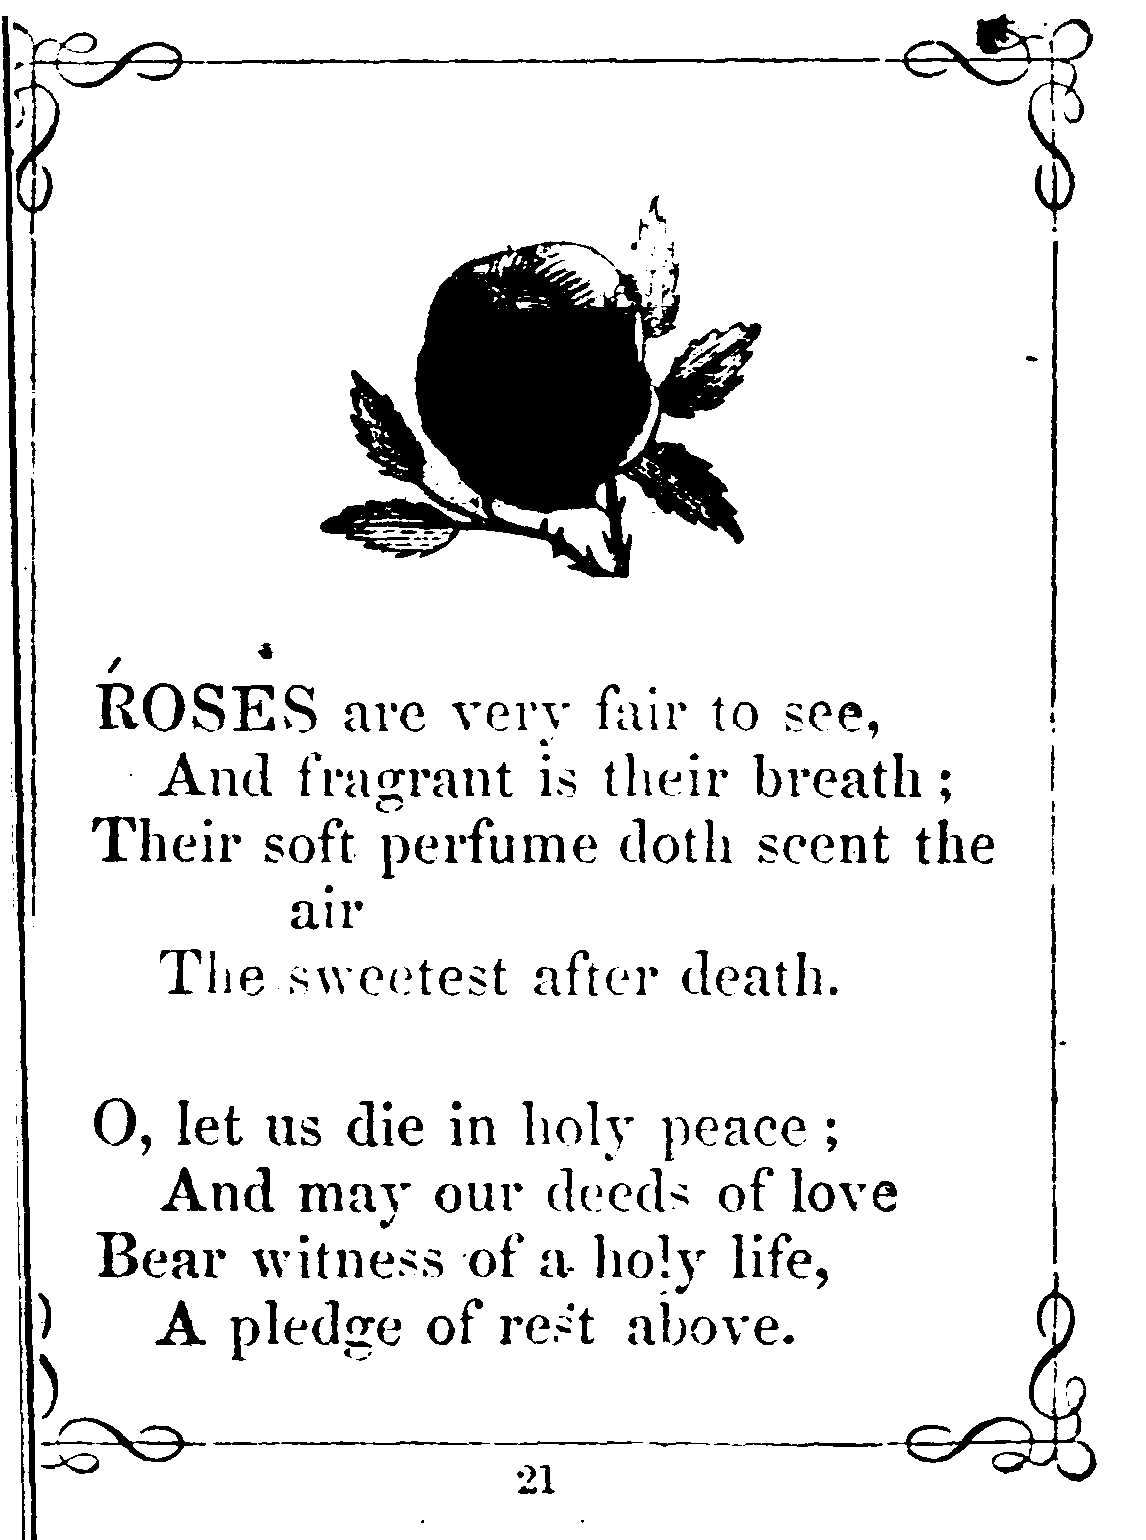 ROSES are very fair to see,
And fragrant is their breath ;
Their soft perfume doth scent the
air
The sweetest after death.
O, let us die in holy peace ;
And may our deeds of love
Bear witness of a holy life,
A pledge of rest above.
21